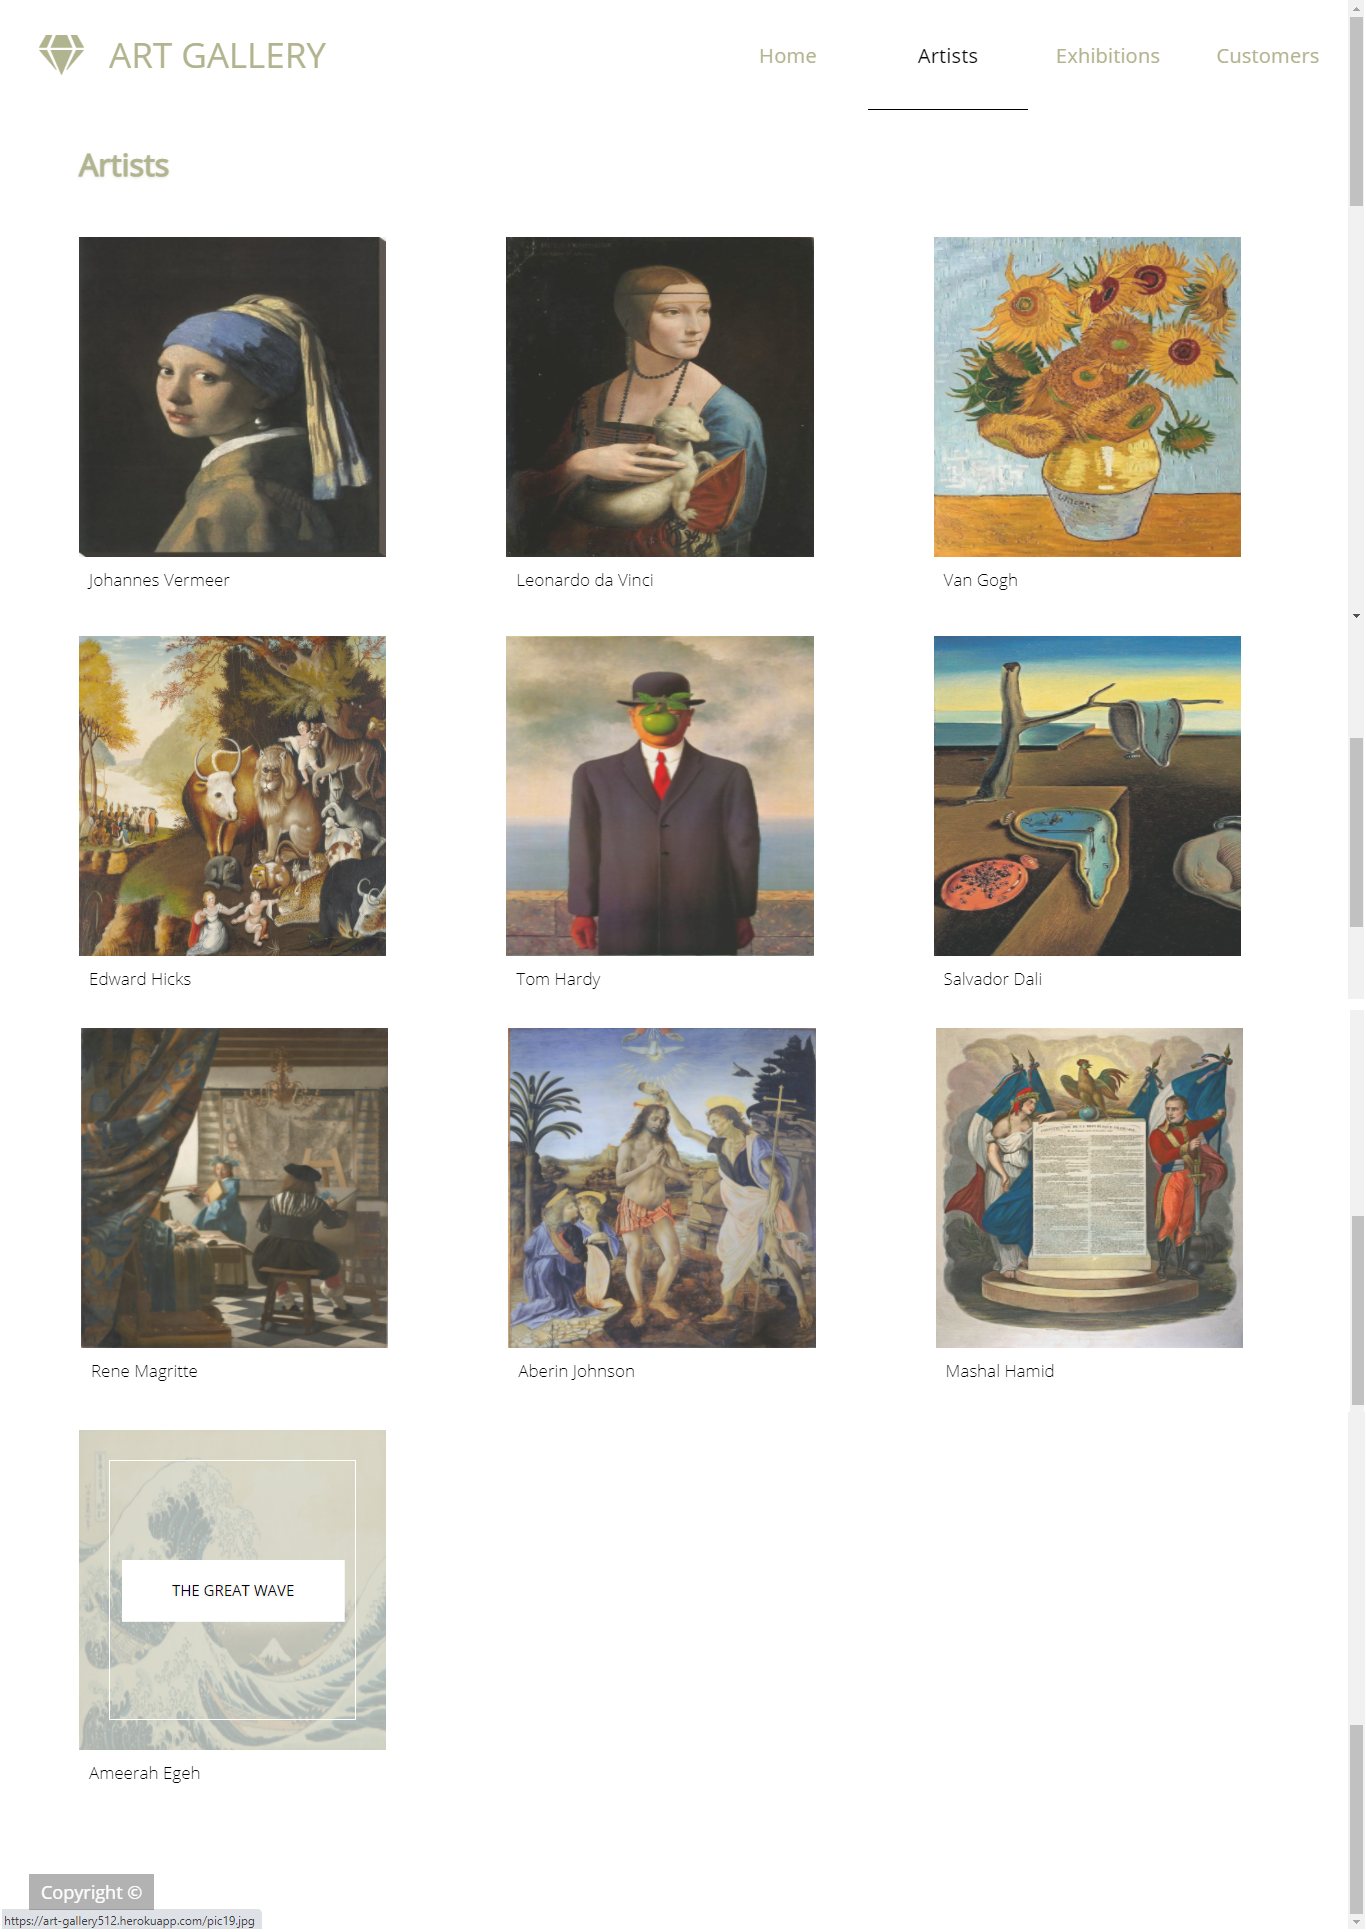 ART GALLERY
Home
Artists
Exhibitions
Customers
Artists
Johannes Vermeer
Leonardo da Vinci
Van Gogh
Edward Hicks
Tom Hardy
Salvador Dali
Rene Magritte
Aberin Johnson
Mashal Hamid
THE GREAT WAVE
Ameerah Egeh
Copyright ©
https://art-gallery512.herokuapp.com/pic19.jpg